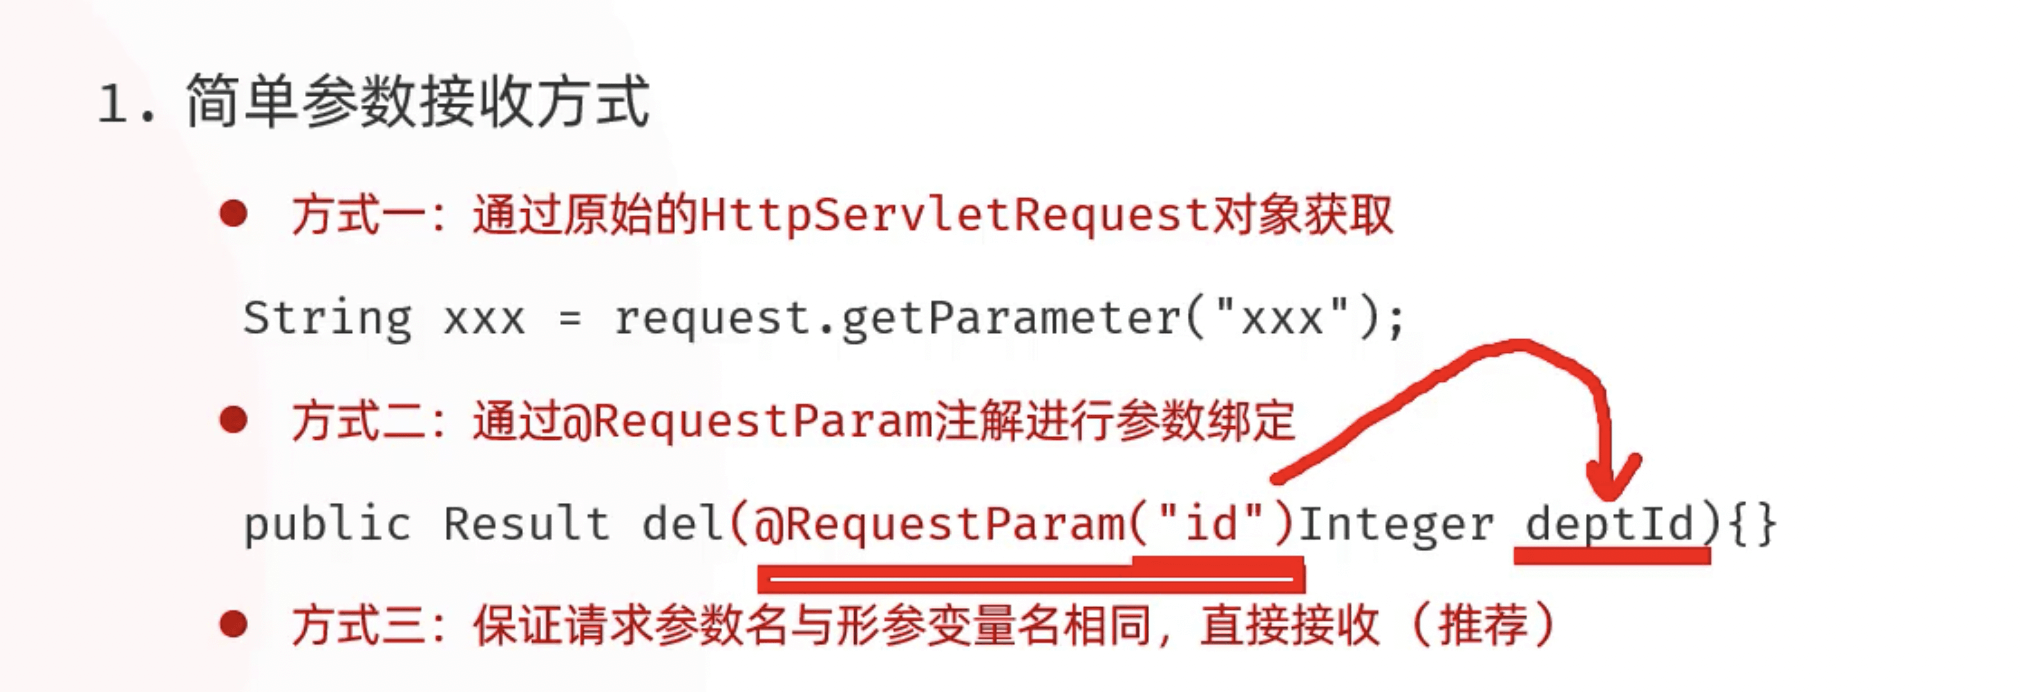 1. 简单参数接收方式
● 方式一：通过原始的HttpServletRequest对象获取
String xxx = request.getParameter("xxx");
● 方式二：通过@RequestParam注解进行参数绑定
public Result del(@RequestParam("id")Integer deptId){}
● 方式三：保证请求参数名与形参变量名相同，直接接收（推荐）